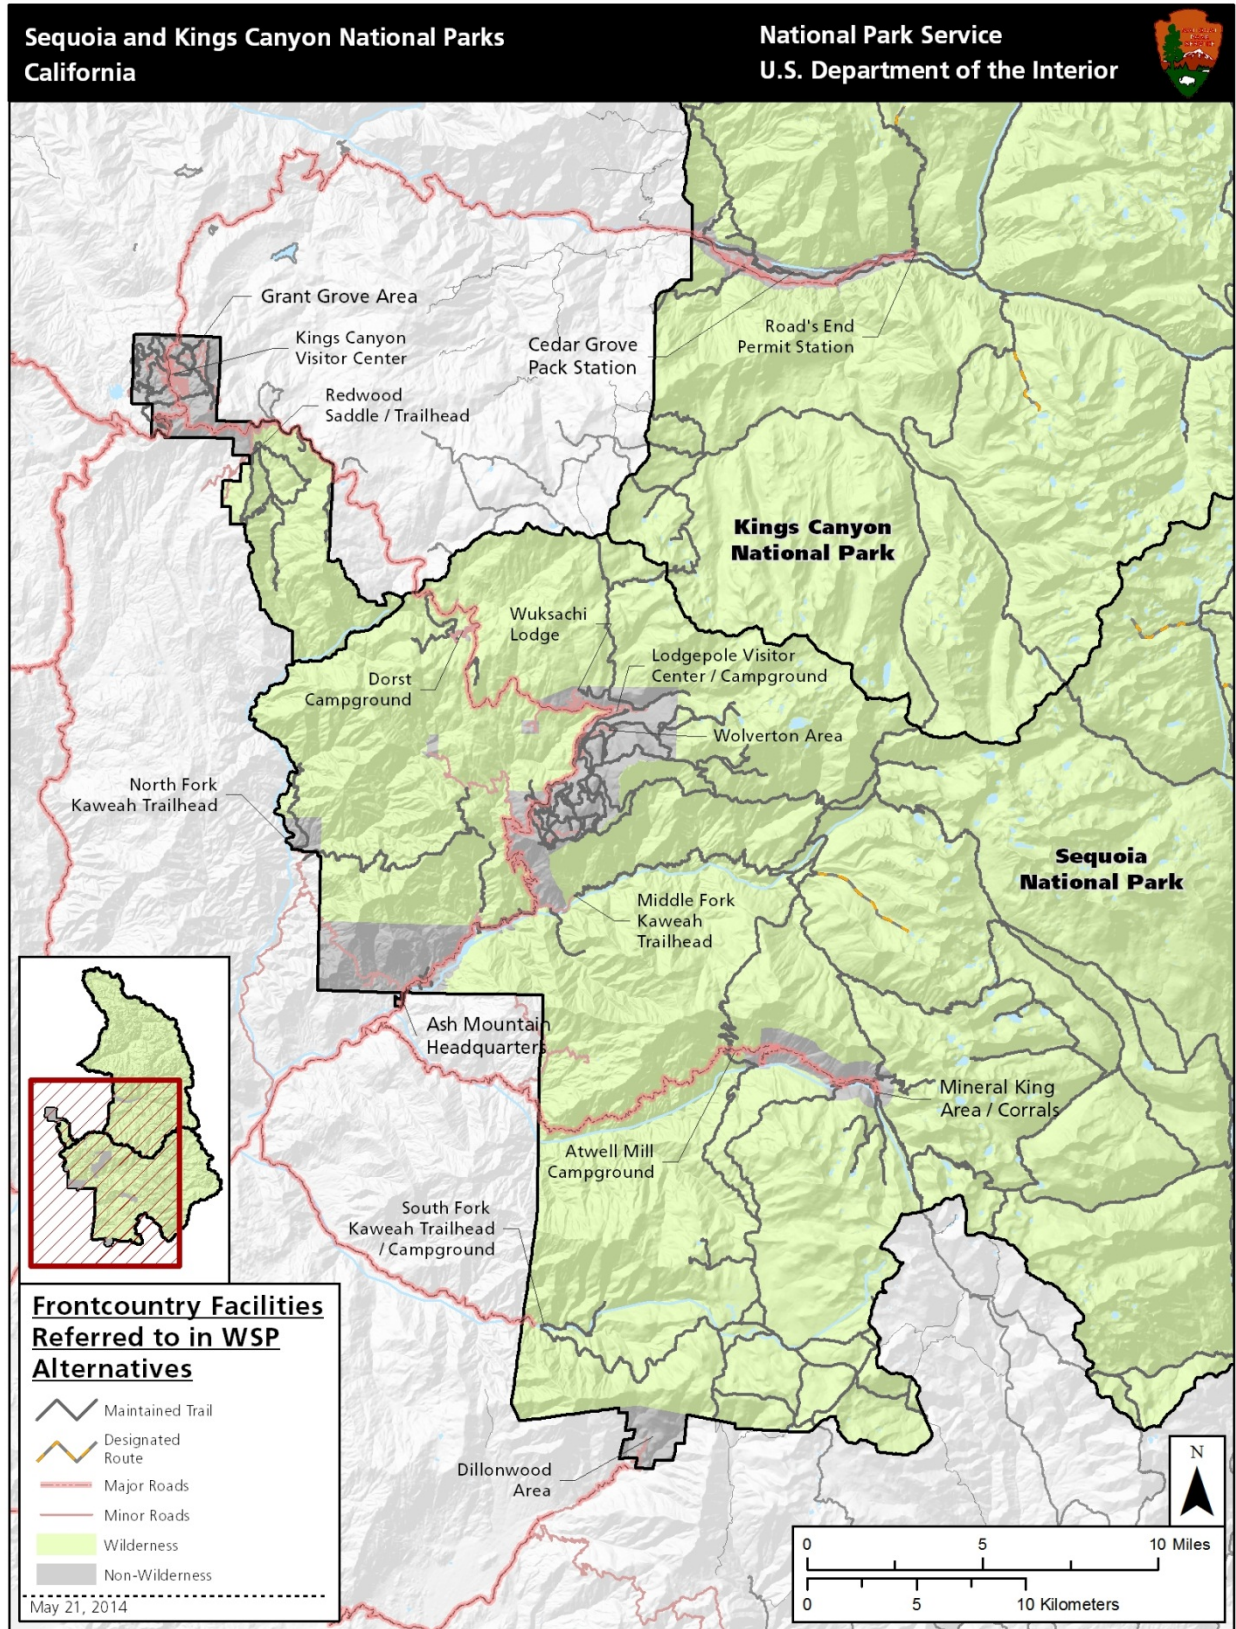 Sequoia and Kings Canyon National Parks
California
National Park Service
U.S. Department of the Interior
Grant Grove Area
Kings Canyon
Visitor Center
Redwood
Saddle / Trailhead
Cedar Grove
Pack Station
Road's End
Permit Station
Kings Canyon
National Park
Wuksachi
Lodge
Lodgepole Visitor
Center / Campground
Dorst
Campground
Wolverton Area
North Fork
Kaweah Trailhead
Sequoia
National Park
Middle Fork
Kaweah
Trailhead
Ash Mountain
Headquarters
Mineral King
Area / Corrals
Atwell Mill
Campground
South Fork
Kaweah Trailhead
/ Campground
Dillonwood
Area
Frontcountry Facilities
Referred to in WSP
Alternatives
Maintained Trail
Designated
Route
Major Roads
Minor Roads
Wilderness
Non-Wilderness
May 21, 2014
N
0 5 10 Miles
0 5 10 Kilometers